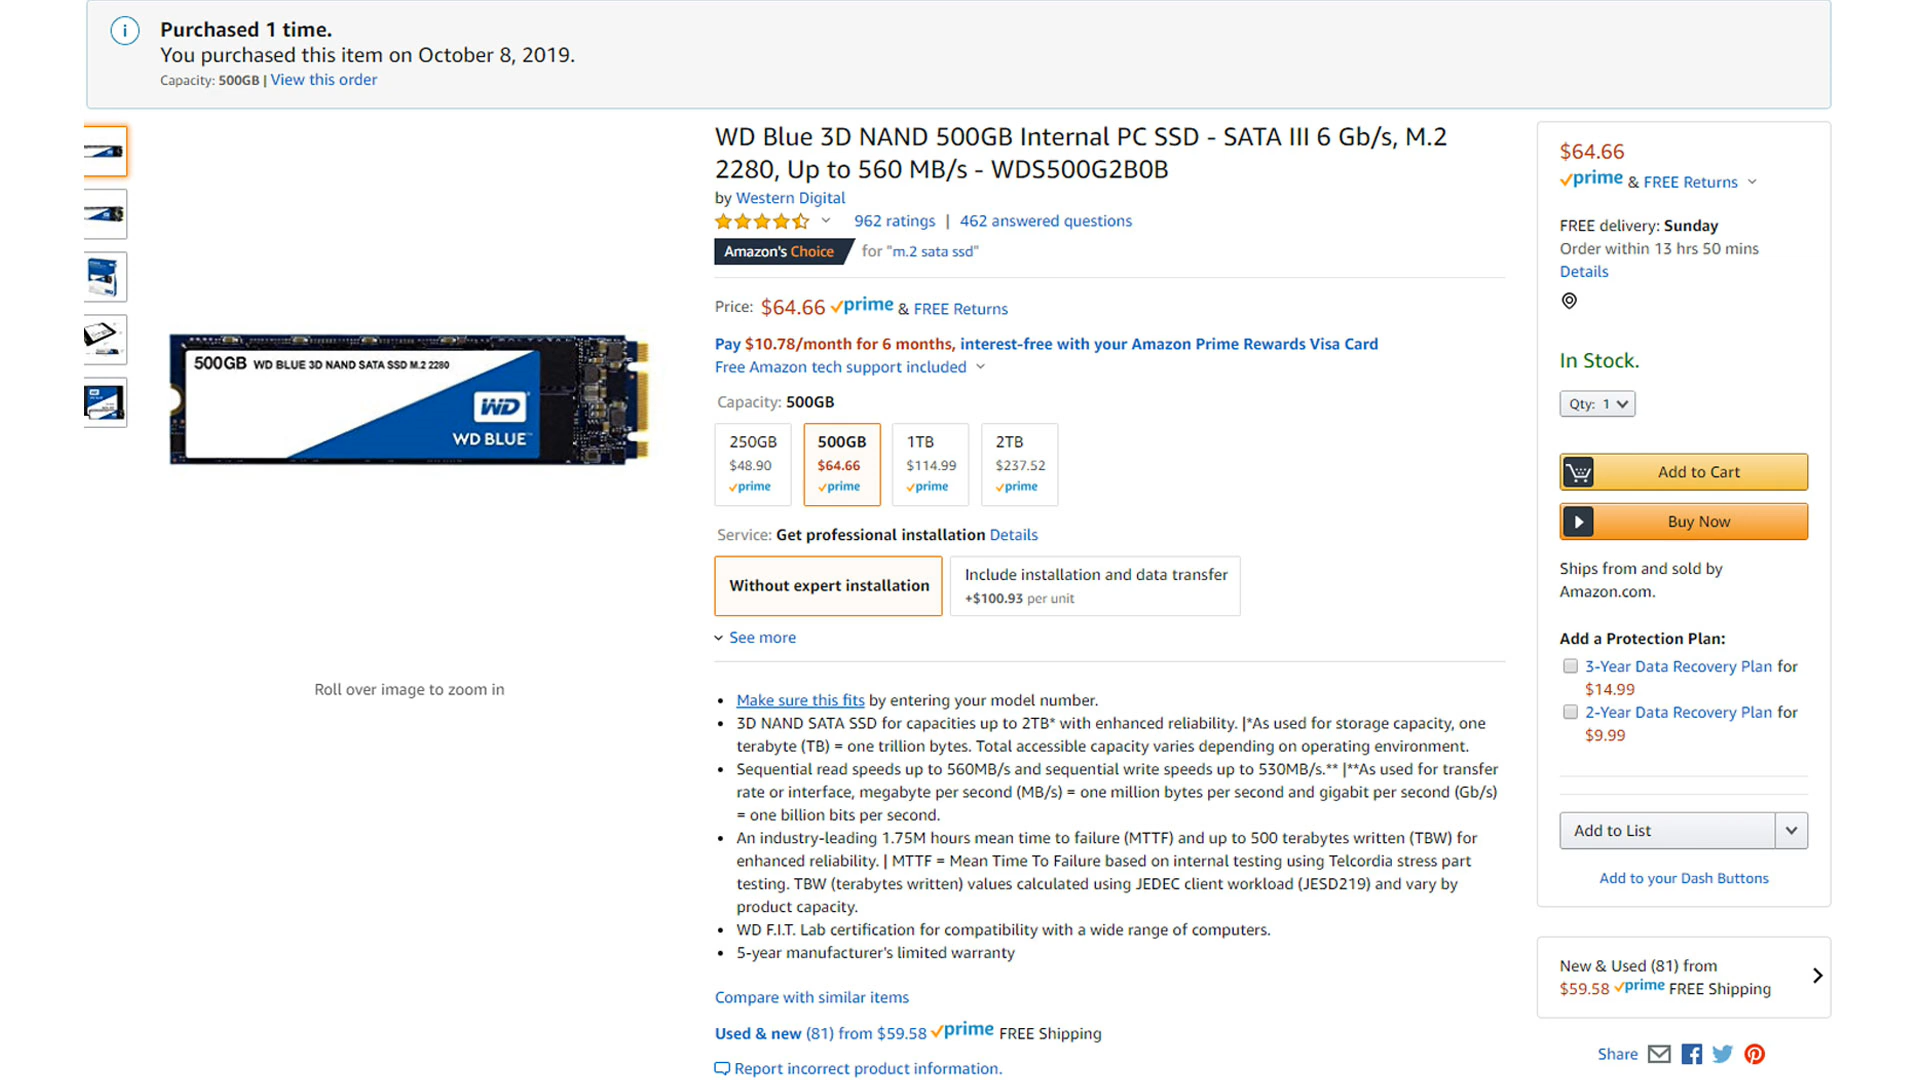 Purchased 1 time.
You purchased this item on October 8, 2019.
Capacity: 500GB | View this order
500GB WD BLUE 3D NAND SATA SSD M.2 2280
WD
WD BLUE™
Roll over image to zoom in
WD Blue 3D NAND 500GB Internal PC SSD - SATA III 6 Gb/s, M.2
2280, Up to 560 MB/s - WDS500G2B0B
by Western Digital
962 ratings | 462 answered questions
Amazon's Choice for "m.2 sata ssd"
Price: $64.66 prime & FREE Returns
Pay $10.78/month for 6 months, interest-free with your Amazon Prime Rewards Visa Card
Free Amazon tech support included
Capacity: 500GB
250GB
$48.90
prime
500GB
$64.66
prime
1TB
$114.99
prime
2TB
$237.52
prime
Service: Get professional installation Details
Without expert installation
Include installation and data transfer
+$100.93 per unit
See more
• Make sure this fits by entering your model number.
• 3D NAND SATA SSD for capacities up to 2TB* with enhanced reliability. |*As used for storage capacity, one
terabyte (TB) = one trillion bytes. Total accessible capacity varies depending on operating environment.
• Sequential read speeds up to 560MB/s and sequential write speeds up to 530MB/s.** |**As used for transfer
rate or interface, megabyte per second (MB/s) = one million bytes per second and gigabit per second (Gb/s)
= one billion bits per second.
• An industry-leading 1.75M hours mean time to failure (MTTF) and up to 500 terabytes written (TBW) for
enhanced reliability. | MTTF = Mean Time To Failure based on internal testing using Telcordia stress part
testing. TBW (terabytes written) values calculated using JEDEC client workload (JESD219) and vary by
product capacity.
• WD F.I.T. Lab certification for compatibility with a wide range of computers.
• 5-year manufacturer's limited warranty
Compare with similar items
Used & new (81) from $59.58 prime FREE Shipping
Report incorrect product information.
$64.66
prime & FREE Returns
FREE delivery: Sunday
Order within 13 hrs 50 mins
Details
In Stock.
Qty: 1
Add to Cart
Buy Now
Ships from and sold by
Amazon.com.
Add a Protection Plan:
3-Year Data Recovery Plan for
$14.99
2-Year Data Recovery Plan for
$9.99
Add to List
Add to your Dash Buttons
New & Used (81) from
$59.58 prime FREE Shipping
Share